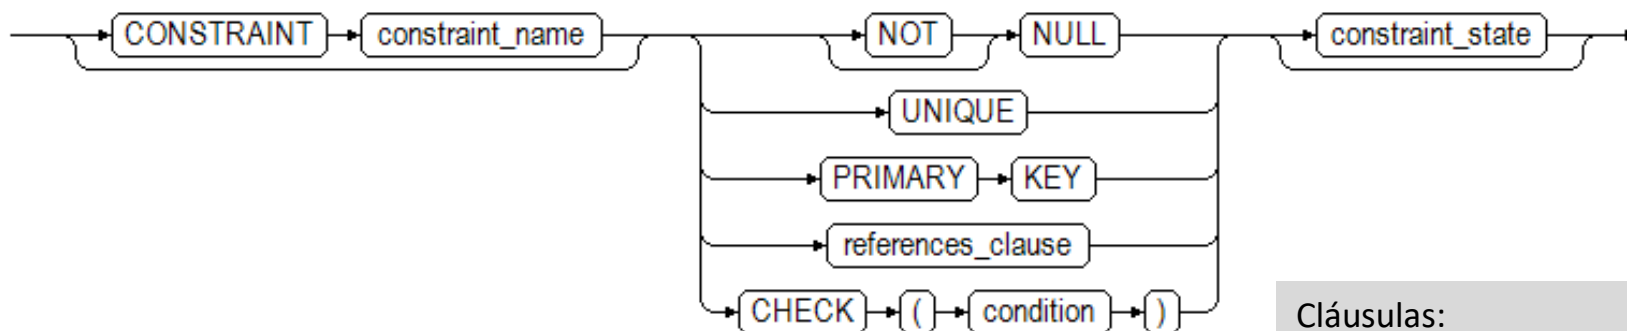 CONSTRAINT constraint_name NOT NULL constraint_state
UNIQUE
PRIMARY KEY
references_clause
CHECK ( condition )
Cláusulas: